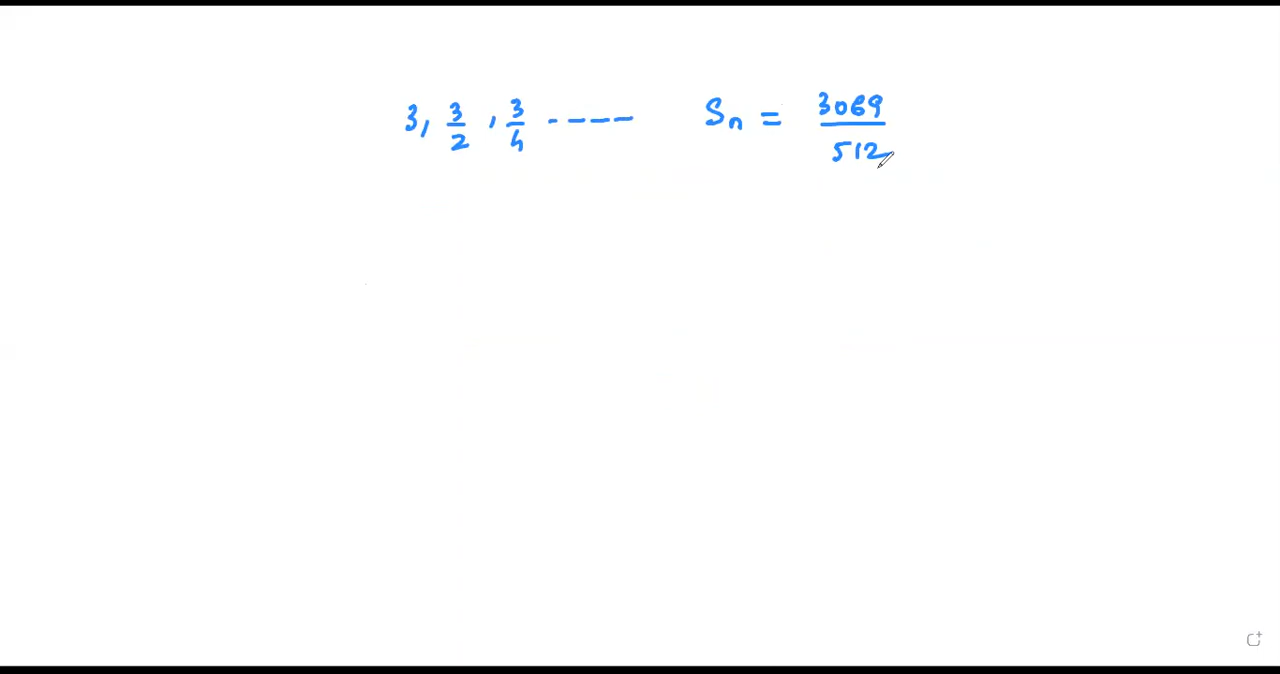 3, 3/2, 3/4 ----- Sn = 3069/512